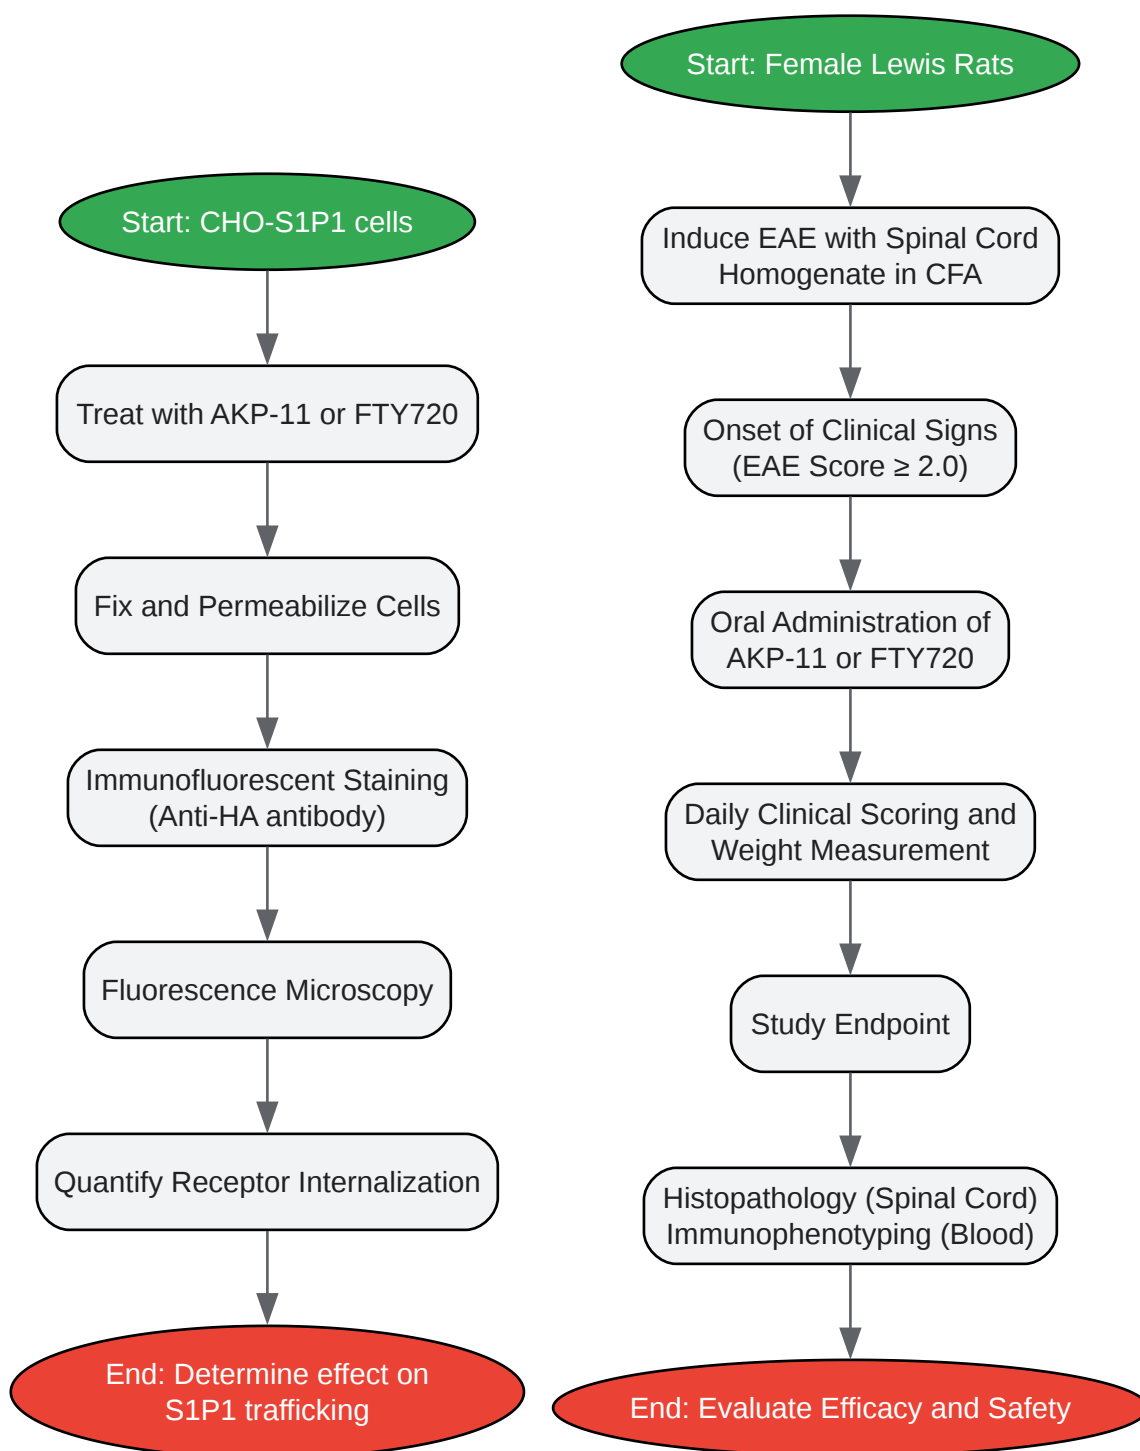 Start: CHO-S1P1 cells
Treat with AKP-11 or FTY720
Fix and Permeabilize Cells
Immunofluorescent Staining
(Anti-HA antibody)
Fluorescence Microscopy
Quantify Receptor Internalization
End: Determine effect on
S1P1 trafficking
Start: Female Lewis Rats
Induce EAE with Spinal Cord
Homogenate in CFA
Onset of Clinical Signs
(EAE Score ≥ 2.0)
Oral Administration of
AKP-11 or FTY720
Daily Clinical Scoring and
Weight Measurement
Study Endpoint
Histopathology (Spinal Cord)
Immunophenotyping (Blood)
End: Evaluate Efficacy and Safety